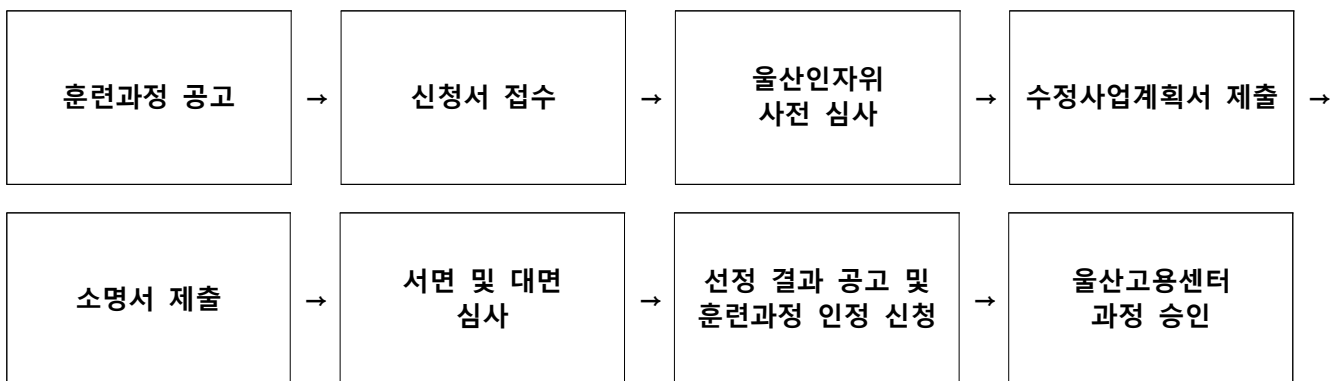 훈련과정 공고
→
신청서 접수
→
울산인자위
사전 심사
→
수정사업계획서 제출
→
소명서 제출
→
서면 및 대면
심사
→
선정 결과 공고 및
훈련과정 인정 신청
→
울산고용센터
과정 승인